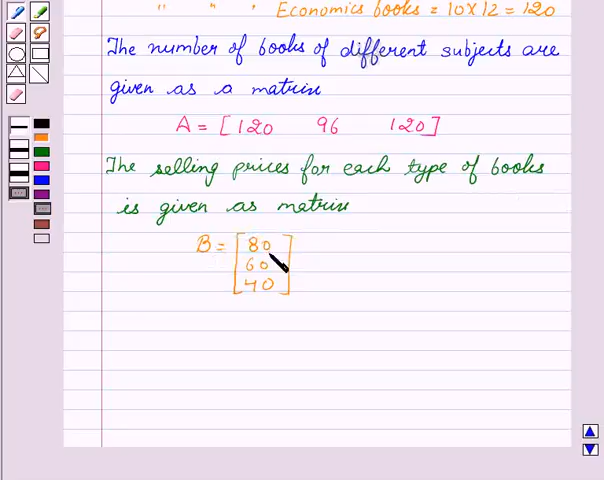 " " " Economics books = 10 x 12 = 120
The number of books of different subjects are
given as a matrix
A = [120 96 120]
The selling prices for each type of books
is given as matrix
B = [80
60
40]